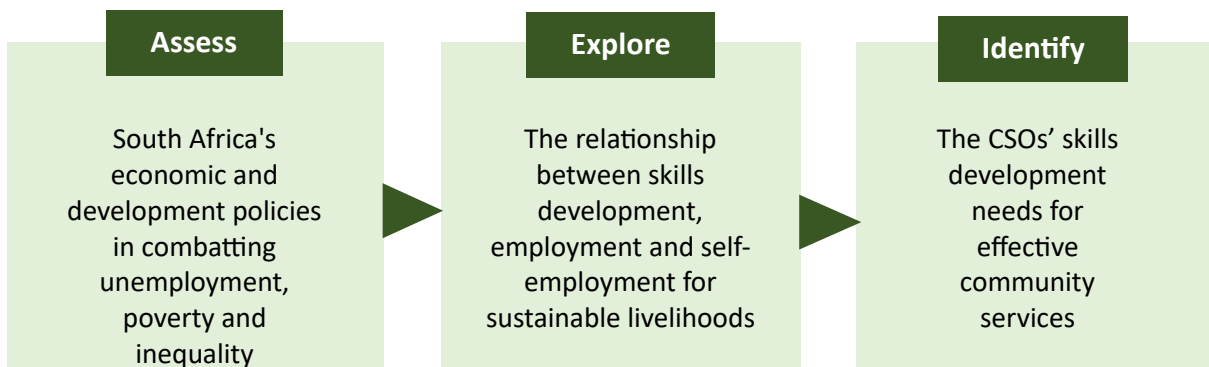 Assess
South Africa's
economic and
development policies
in combatting
unemployment,
poverty and
inequality
Explore
The relationship
between skills
development,
employment and self-
employment for
sustainable livelihoods
Identify
The CSOs’ skills
development
needs for
effective
community
services